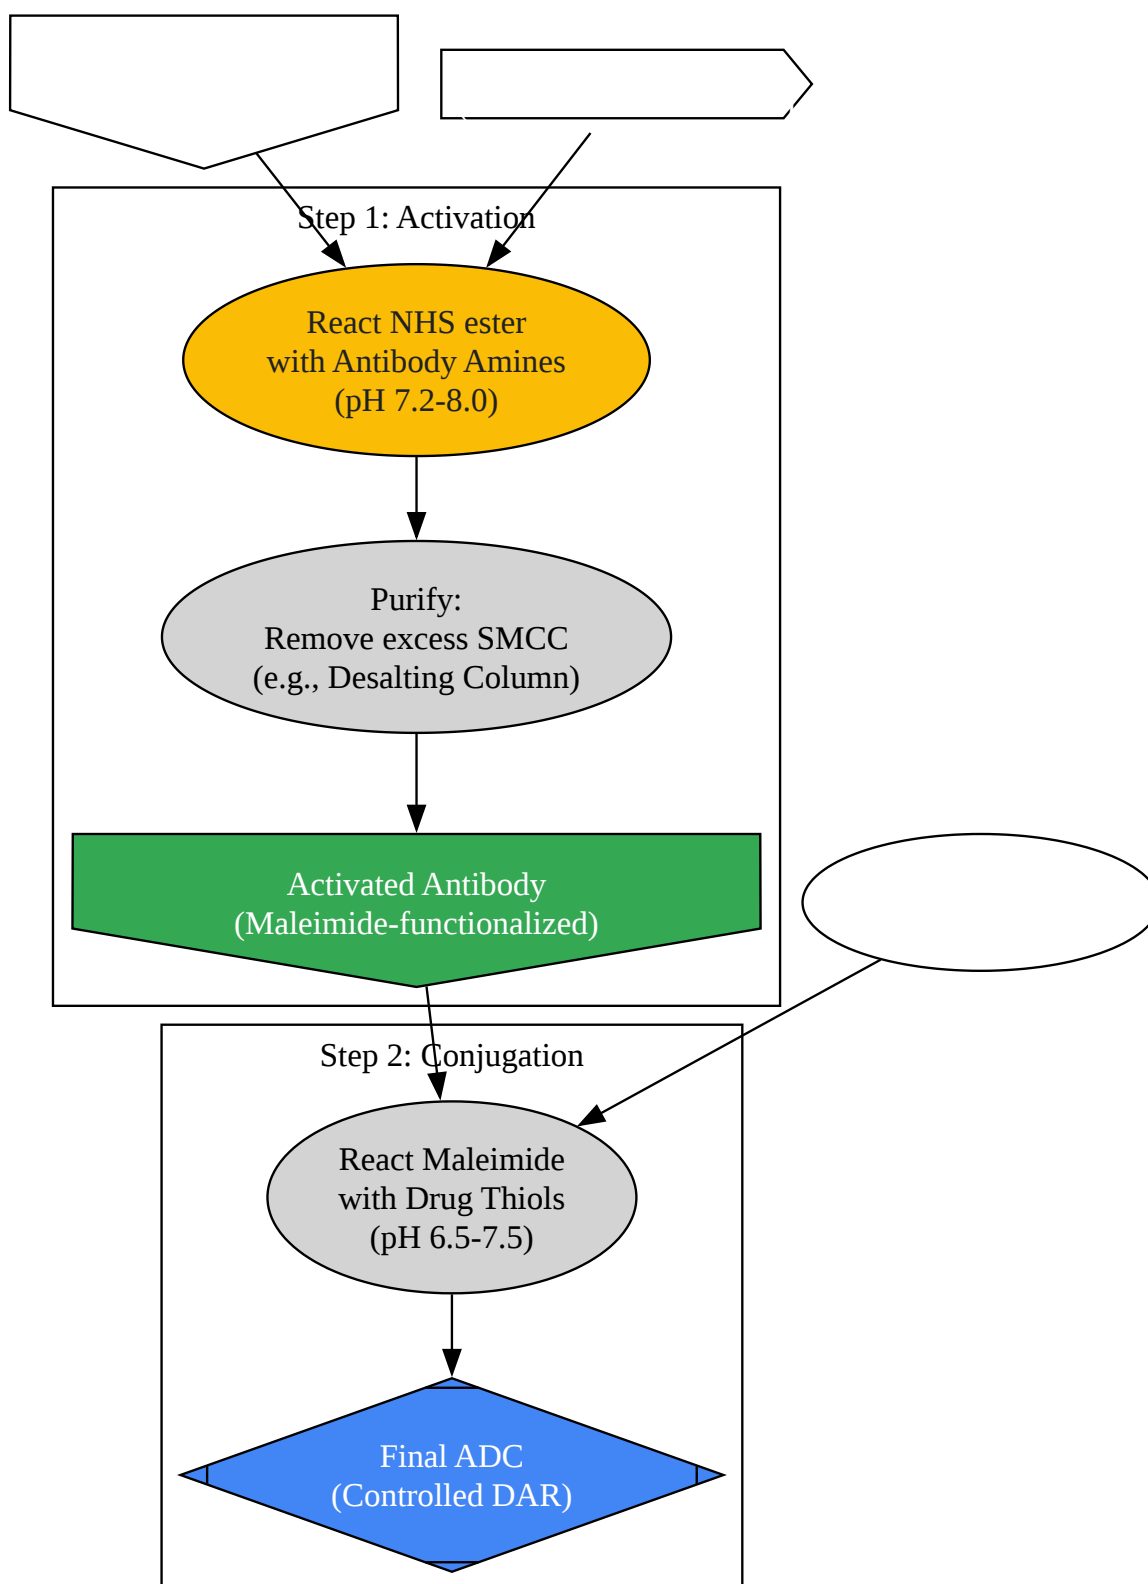 Step 1: Activation
React NHS ester
with Antibody Amines
(pH 7.2-8.0)
Purify:
Remove excess SMCC
(e.g., Desalting Column)
Activated Antibody
(Maleimide-functionalized)
Step 2: Conjugation
React Maleimide
with Drug Thiols
(pH 6.5-7.5)
Final ADC
(Controlled DAR)